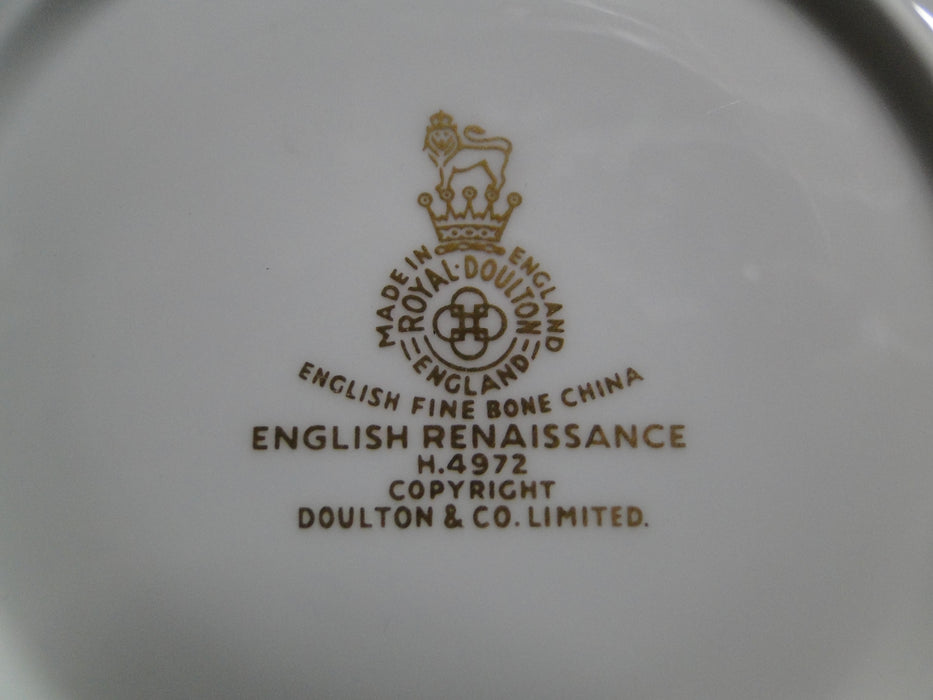 MADE IN ENGLAND
ROYAL·DOULTON
ENGLAND
ENGLISH FINE BONE CHINA
ENGLISH RENAISSANCE
H.4972
COPYRIGHT
DOULTON & CO. LIMITED.